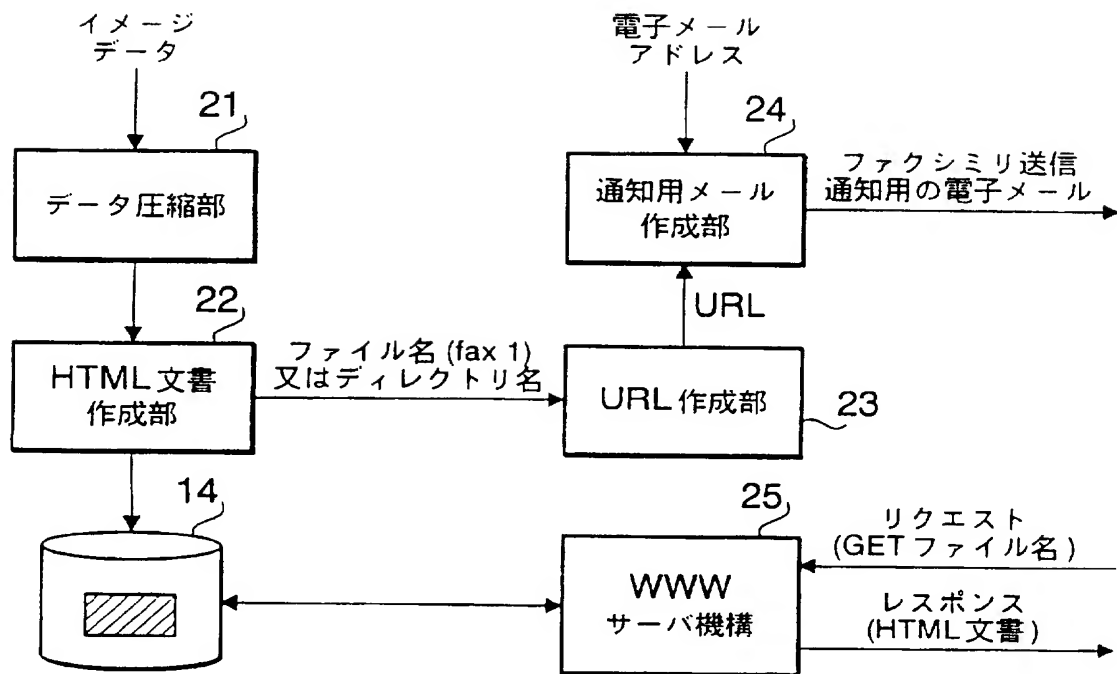 イメージ
データ
電子メール
アドレス
21
24
データ圧縮部
通知用メール
作成部
ファクシミリ送信
通知用の電子メール
22
URL
HTML文書
作成部
ファイル名(fax 1)
又はディレクトリ名
URL作成部
23
14
25
WWW
サーバ機構
リクエスト
(GETファイル名)
レスポンス
(HTML文書)